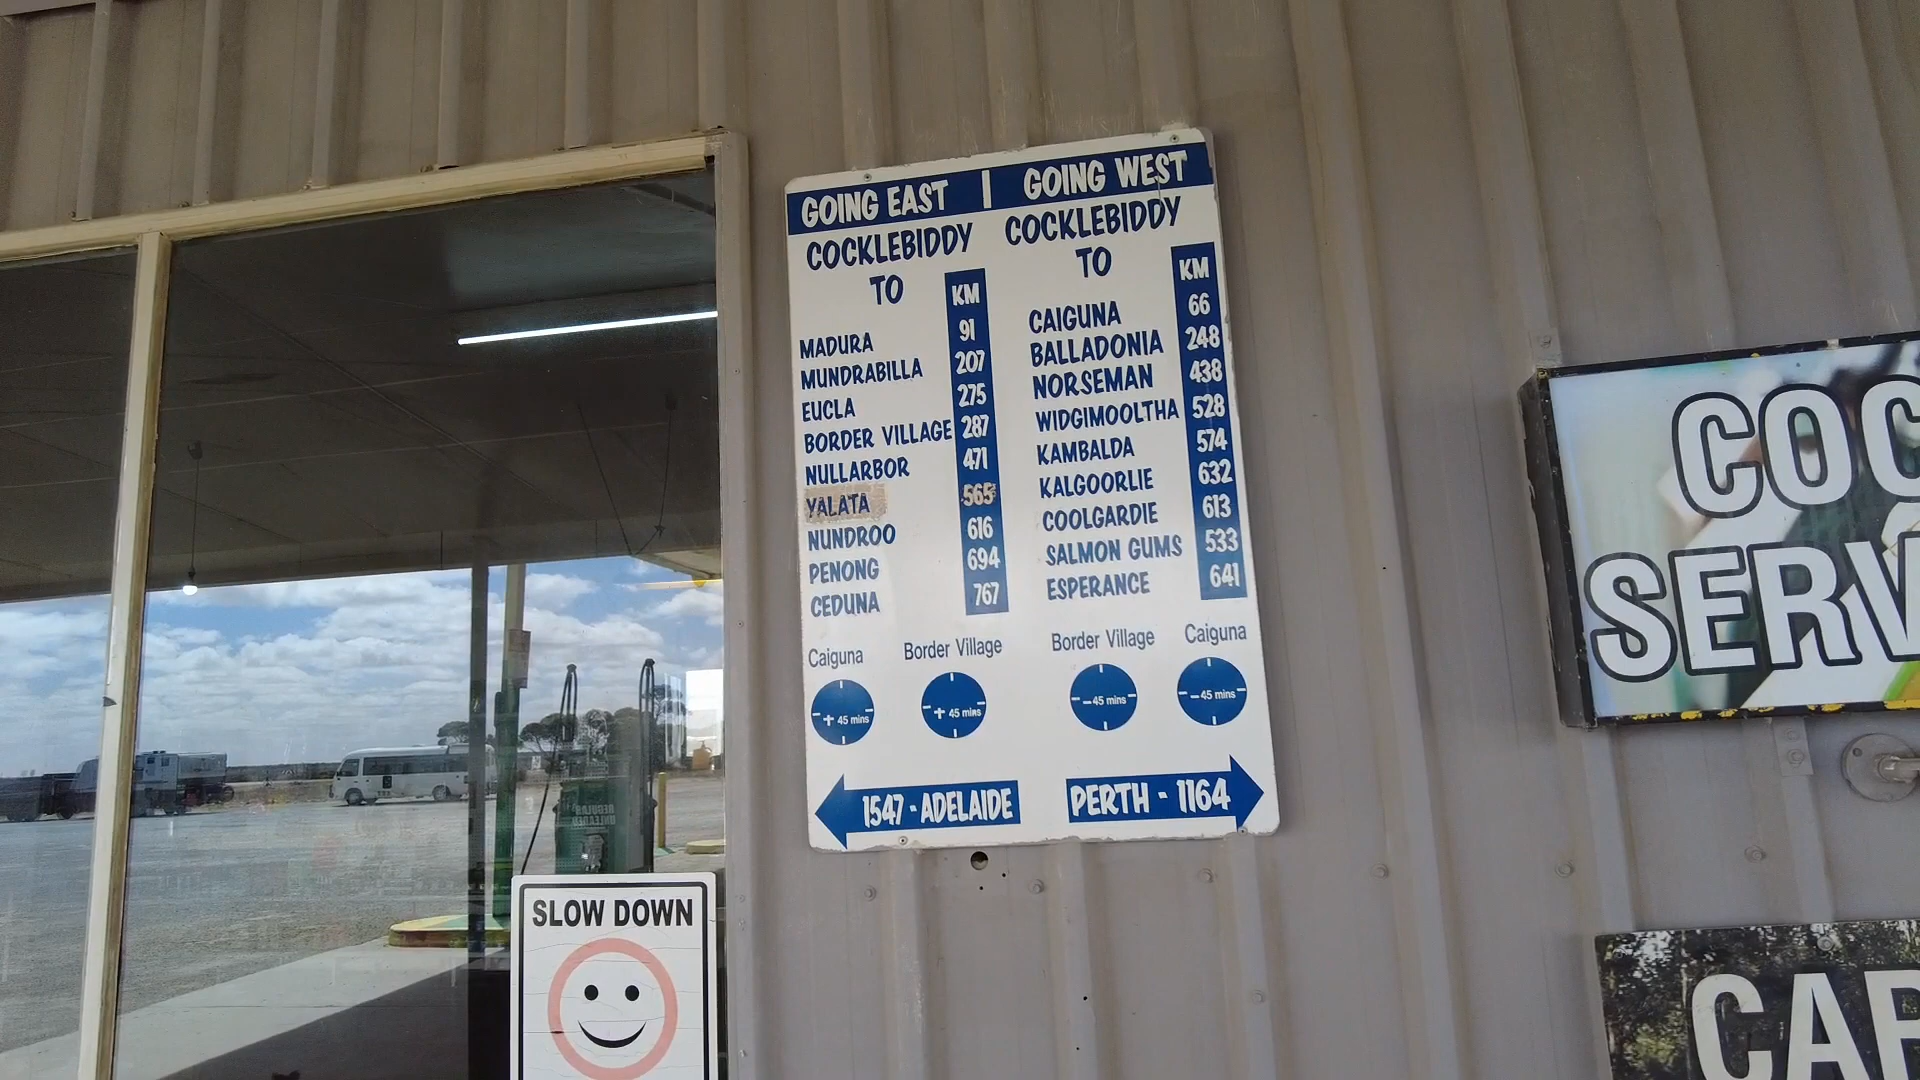 GOING EAST | GOING WEST
COCKLEBIDDY TO
KM
MADURA 91
MUNDRABILLA 207
EUCLA 275
BORDER VILLAGE 287
NULLARBOR 471
YALATA 565
NUNDROO 616
PENONG 694
CEDUNA 767
COCKLEBIDDY TO
KM
CAIGUNA 66
BALLADONIA 248
NORSEMAN 438
WIDGIMOOLTHA 528
KAMBALDA 574
KALGOORLIE 632
COOLGARDIE 613
SALMON GUMS 533
ESPERANCE 641
Caiguna Border Village Border Village Caiguna
+ 45 mins + 45 mins - 45 mins - 45 mins
1547 - ADELAIDE
PERTH - 1164
SLOW DOWN
COC
SERV
CAR
REGULAR
UNLEADED